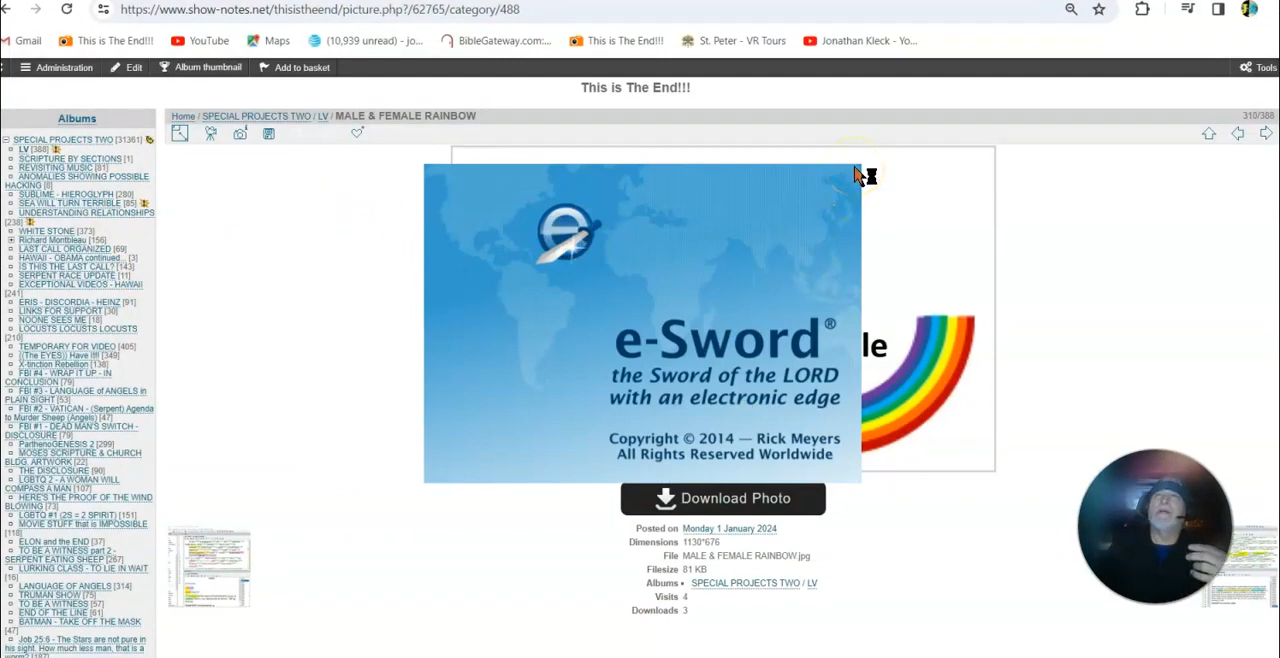 https://www.show-notes.net/thisistheend/picture.php?/62765/category/488
Gmail
This is The End!!!
YouTube
Maps
(10,939 unread) - jo...
BibleGateway.com:...
This is The End!!!
St. Peter - VR Tours
Jonathan Kleck - Yo...
Administration
Edit
Album thumbnail
Add to basket
Tools
This is The End!!!
Albums
Home / SPECIAL PROJECTS TWO / LV / MALE & FEMALE RAINBOW
310/388
SPECIAL PROJECTS TWO [31361]
LV [388]
SCRIPTURE BY SECTIONS [1]
REVISITING MUSIC [81]
ANOMALIES SHOWING POSSIBLE
HACKING [8]
SUBLIME - HIEROGLYPH [280]
SEA WILL TURN TERRIBLE [85]
UNDERSTANDING RELATIONSHIPS
[238]
WHITE STONE [373]
Richard Montbleau [156]
LAST CALL ORGANIZED [69]
HAWAII - OBAMA continued... [3]
IS THIS THE LAST CALL? [143]
SERPENT RACE UPDATE [11]
EXCEPTIONAL VIDEOS - HAWAII
[241]
ERIS - DISCORDIA - HEINZ [91]
LINKS FOR SUPPORT [30]
NOONE SEES ME [18]
LOCUSTS LOCUSTS LOCUSTS
[210]
TEMPORARY FOR VIDEO [405]
((The EYES)) Have It!!! [349]
X-tinction Rebellion [138]
FBI #4 - WRAP IT UP - IN
CONCLUSION [79]
FBI #3 - LANGUAGE of ANGELS in
PLAIN SIGHT [53]
FBI #2 - VATICAN - (Serpent) Agenda
to Murder Sheep (Angels) [47]
FBI #1 - DEAD MAN'S SWITCH -
DISCLOSURE [79]
ParthenoGENESIS 2 [299]
MOSES SCRIPTURE & CHURCH
BLDG. ARTWORK [22]
THE DISCLOSURE [90]
LGBTQ 2 - A WOMAN WILL
COMPASS A MAN [107]
HERE'S THE PROOF OF THE WIND
BLOWING [73]
LGBTQ #1 (2S = 2 SPIRIT) [151]
MOVIE STUFF that is IMPOSSIBLE
[118]
ELON and the END [37]
TO BE A WITNESS part 2 -
SERPENT EATING SHEEP [267]
LURKING CLASS - TO LIE IN WAIT
[16]
LANGUAGE OF ANGELS [314]
TRUMAN SHOW [75]
TO BE A WITNESS [57]
END OF THE LINE [61]
BATMAN - TAKE OFF THE MASK
[47]
Job 25:6 - The Stars are not pure in
his sight. How much less man, that is a
worm? [187]
e-Sword®
the Sword of the LORD
with an electronic edge
Copyright © 2014 — Rick Meyers
All Rights Reserved Worldwide
le
Download Photo
Posted on Monday 1 January 2024
Dimensions 1130*676
File MALE & FEMALE RAINBOW.jpg
Filesize 81 KB
Albums • SPECIAL PROJECTS TWO / LV
Visits 4
Downloads 3